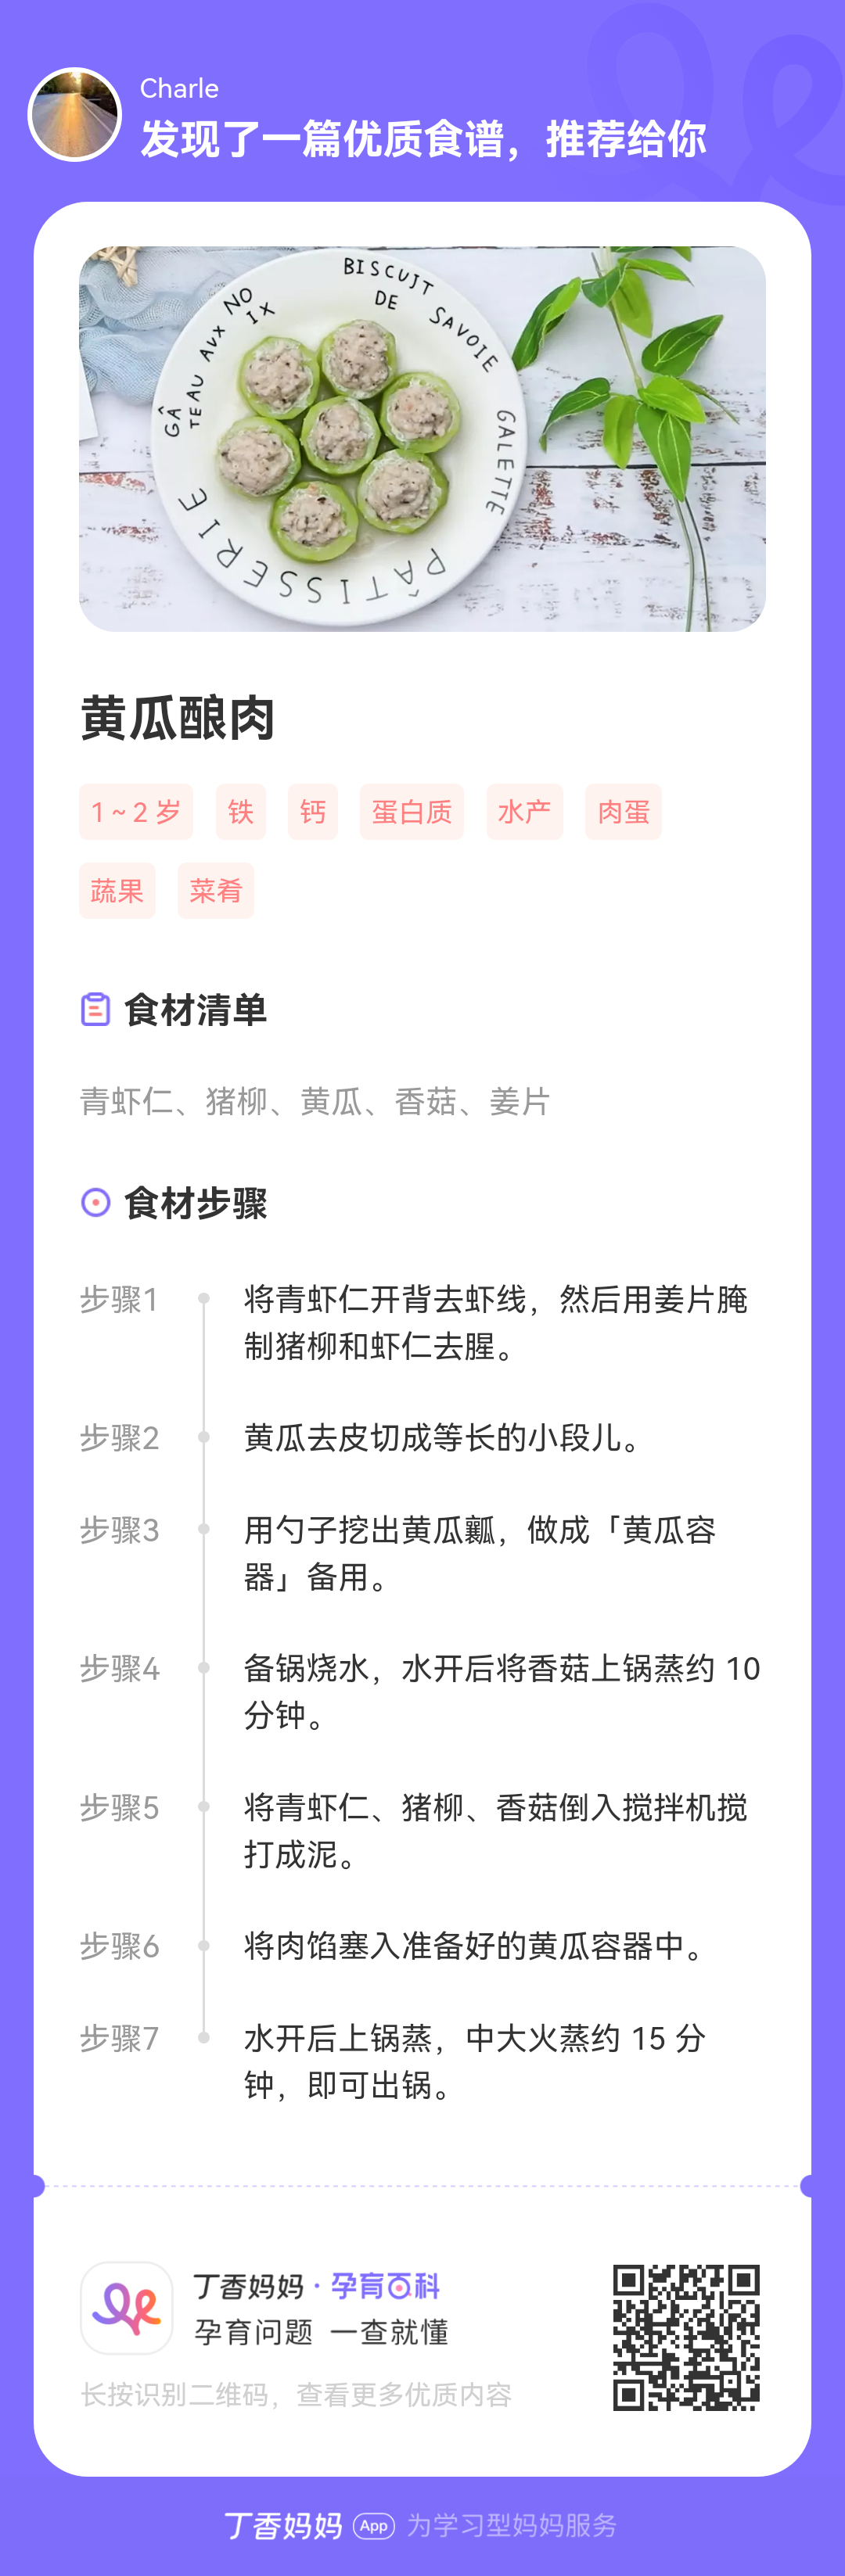 Charle
发现了一篇优质食谱，推荐给你
BISCUIT
DE
SAVOIE
NO
IX
AUX
TEAU
GÂ
GALETTE
PÂTISSERIE
黄瓜酿肉
1 ~ 2 岁 铁 钙 蛋白质 水产 肉蛋
蔬果 菜肴
食材清单
青虾仁、猪柳、黄瓜、香菇、姜片
食材步骤
步骤1 将青虾仁开背去虾线，然后用姜片腌
制猪柳和虾仁去腥。
步骤2 黄瓜去皮切成等长的小段儿。
步骤3 用勺子挖出黄瓜瓤，做成「黄瓜容
器」备用。
步骤4 备锅烧水，水开后将香菇上锅蒸约 10
分钟。
步骤5 将青虾仁、猪柳、香菇倒入搅拌机搅
打成泥。
步骤6 将肉馅塞入准备好的黄瓜容器中。
步骤7 水开后上锅蒸，中大火蒸约 15 分
钟，即可出锅。
丁香妈妈·孕育百科
孕育问题 一查就懂
长按识别二维码，查看更多优质内容
丁香妈妈 App 为学习型妈妈服务